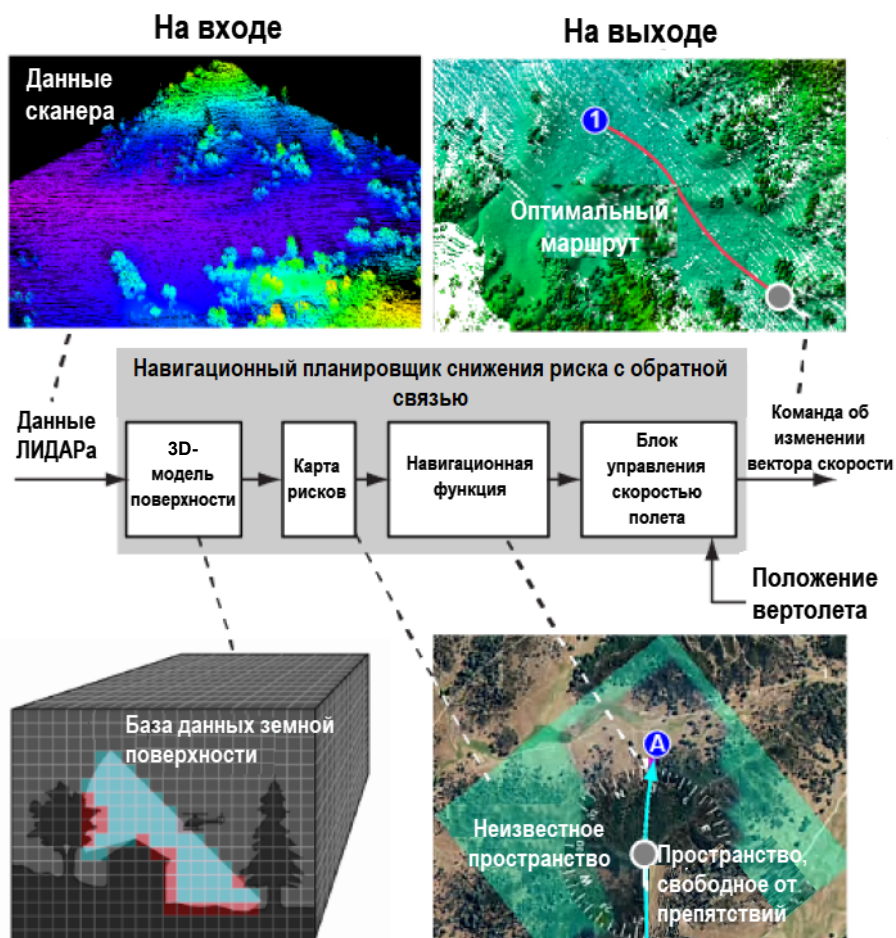 На входе
На выходе
Данные
сканера
1
Оптимальный
маршрут
Навигационный планировщик снижения риска с обратной
связью
Данные
ЛИДАРа
3D-
модель
поверхности
Карта
рисков
Навигационная
функция
Блок
управления
скоростью
полета
Команда об
изменении
вектора скорости
Положение
вертолета
База данных земной
поверхности
A
Неизвестное
пространство
Пространство,
свободное от
препятствий